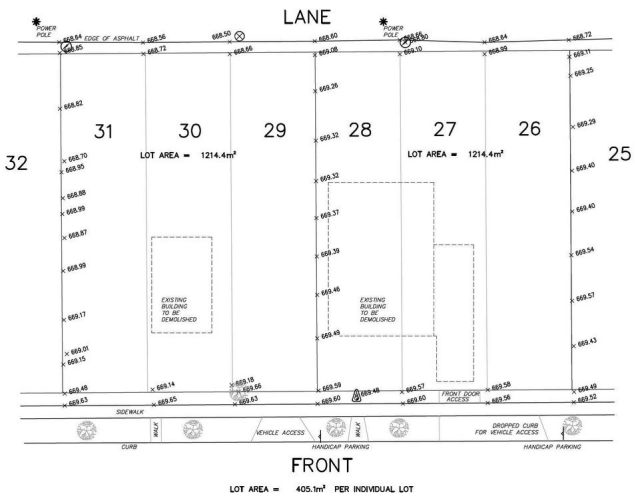 LANE
POWER
POLE
POWER
POLE
668.64 EDGE OF ASPHALT 668.56 668.50 668.60 668.66 668.64 668.72
668.85 668.72 668.66 669.08 669.10 668.99 669.11
669.25
669.26
668.82
32 31 30 29 28 27 26 25
669.29
669.32
LOT AREA = 1214.4m² LOT AREA = 1214.4m²
668.70
668.95
669.40
669.32
668.88
668.99
669.40
669.37
668.87
669.39
669.54
668.99
669.46
669.57
EXISTING
BUILDING
TO BE
DEMOLISHED
EXISTING
BUILDING
TO BE
DEMOLISHED
669.17
669.49
669.43
669.01
669.15
669.48 669.14 669.18 669.59 669.48 669.57 FRONT DOOR
ACCESS 669.58 669.49
669.66
669.63 669.65 669.63 669.60 669.60 669.56 669.52
SIDEWALK
WALK VEHICLE ACCESS WALK DROPPED CURB
FOR VEHICLE ACCESS
CURB HANDICAP PARKING HANDICAP PARKING
FRONT
LOT AREA = 405.1m² PER INDIVIDUAL LOT